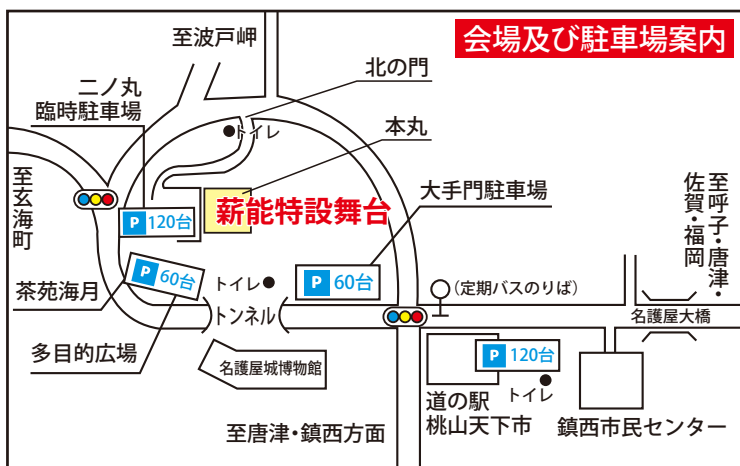 会場及び駐車場案内
至波戸岬
北の門
二ノ丸
臨時駐車場
トイレ
本丸
至玄海町
大手門駐車場
至呼子・唐津・
佐賀・福岡
P 120台
薪能特設舞台
P 60台
茶苑海月
トイレ
P 60台
(定期バスのりば)
トンネル
名護屋大橋
多目的広場
名護屋城博物館
P 120台
トイレ
道の駅
桃山天下市
鎮西市民センター
至唐津・鎮西方面